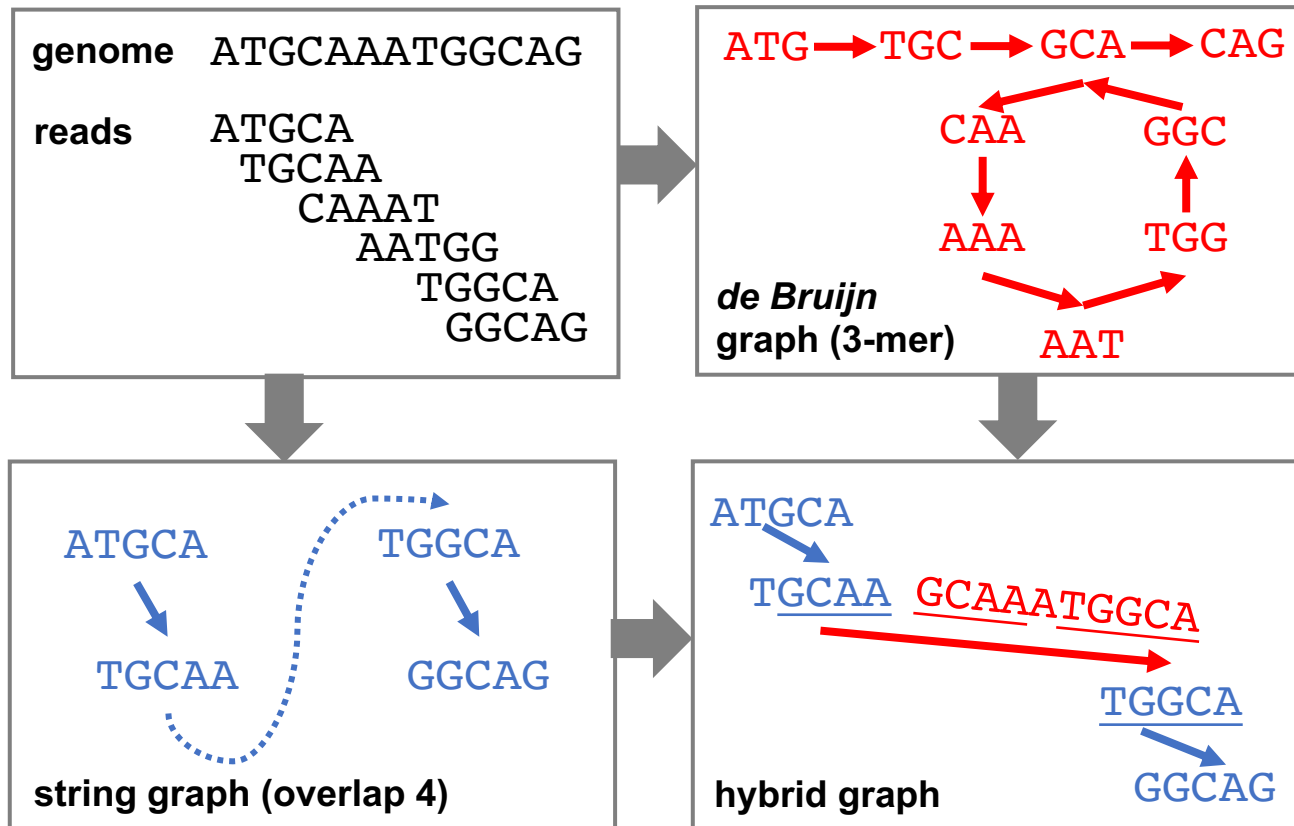 genome ATGCAAATGGCAG
reads ATGCA
TGCAA
CAAAT
AATGG
TGGCA
GGCAG
ATG TGC GCA CAG
CAA GGC
AAA TGG
AAT
de Bruijn
graph (3-mer)
ATGCA TGGCA
TGCAA GGCAG
string graph (overlap 4)
ATGCA
TGCAA GCAAATGGCA
TGGCA
GGCAG
hybrid graph